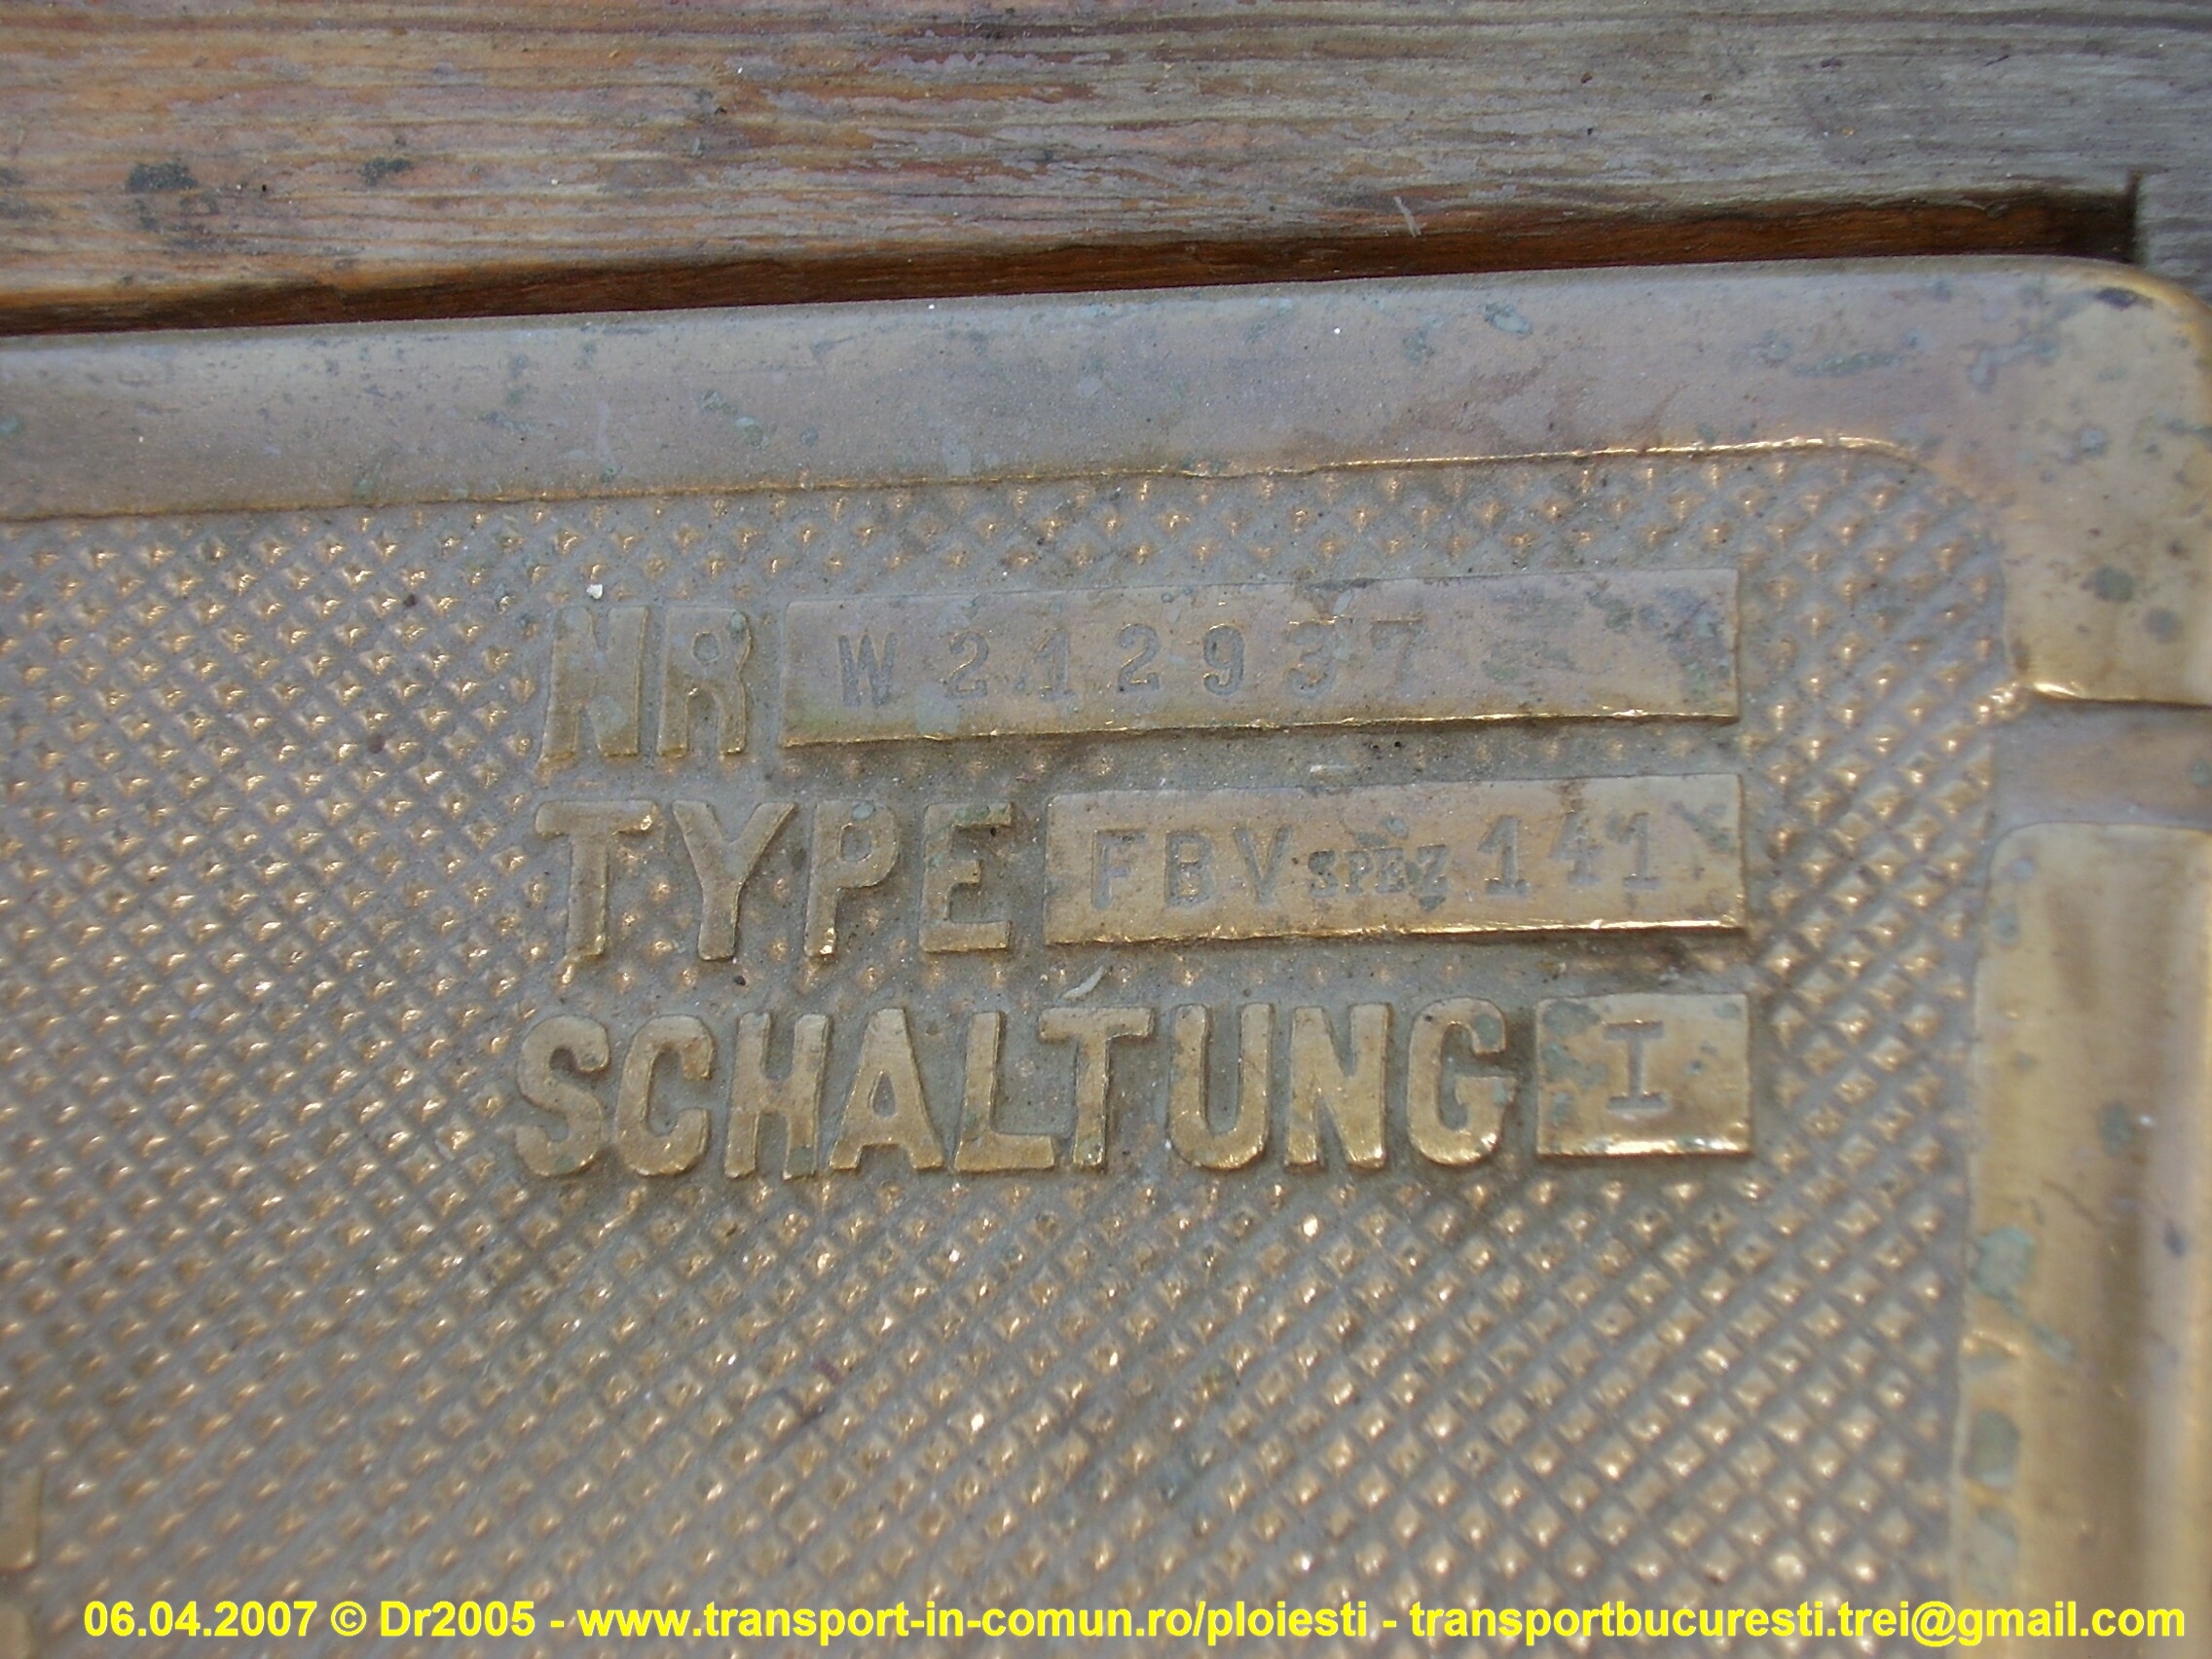 NR W212937
TYPE FBV SPEZ 141
SCHALTUNG I
06.04.2007 © Dr2005 - www.transport-in-comun.ro/ploiesti - transportbucuresti.trei@gmail.com